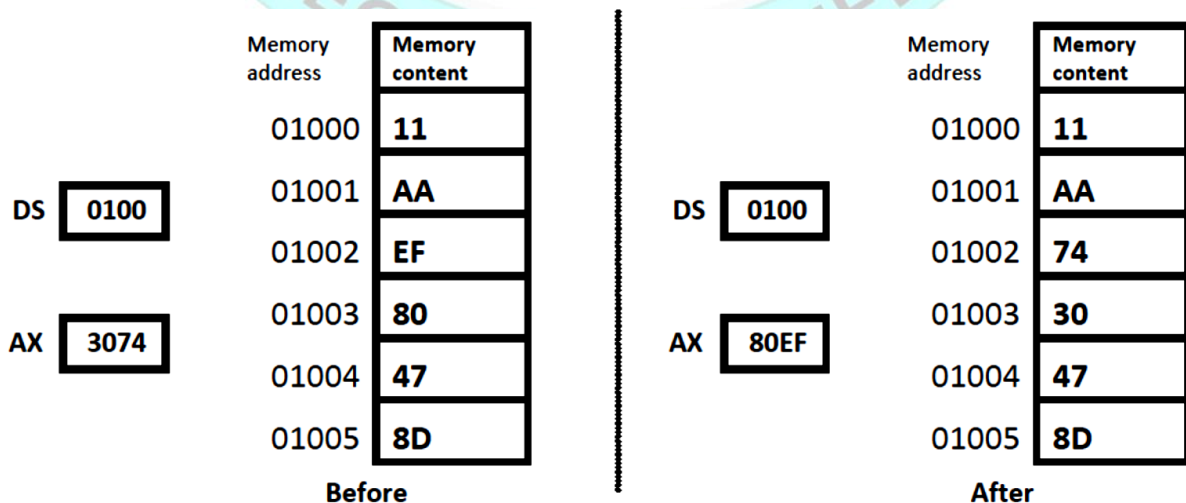 Memory address Memory content
01000 11
01001 AA
DS 0100
01002 EF
01003 80
AX 3074
01004 47
01005 8D
Before
Memory address Memory content
01000 11
01001 AA
DS 0100
01002 74
01003 30
AX 80EF
01004 47
01005 8D
After